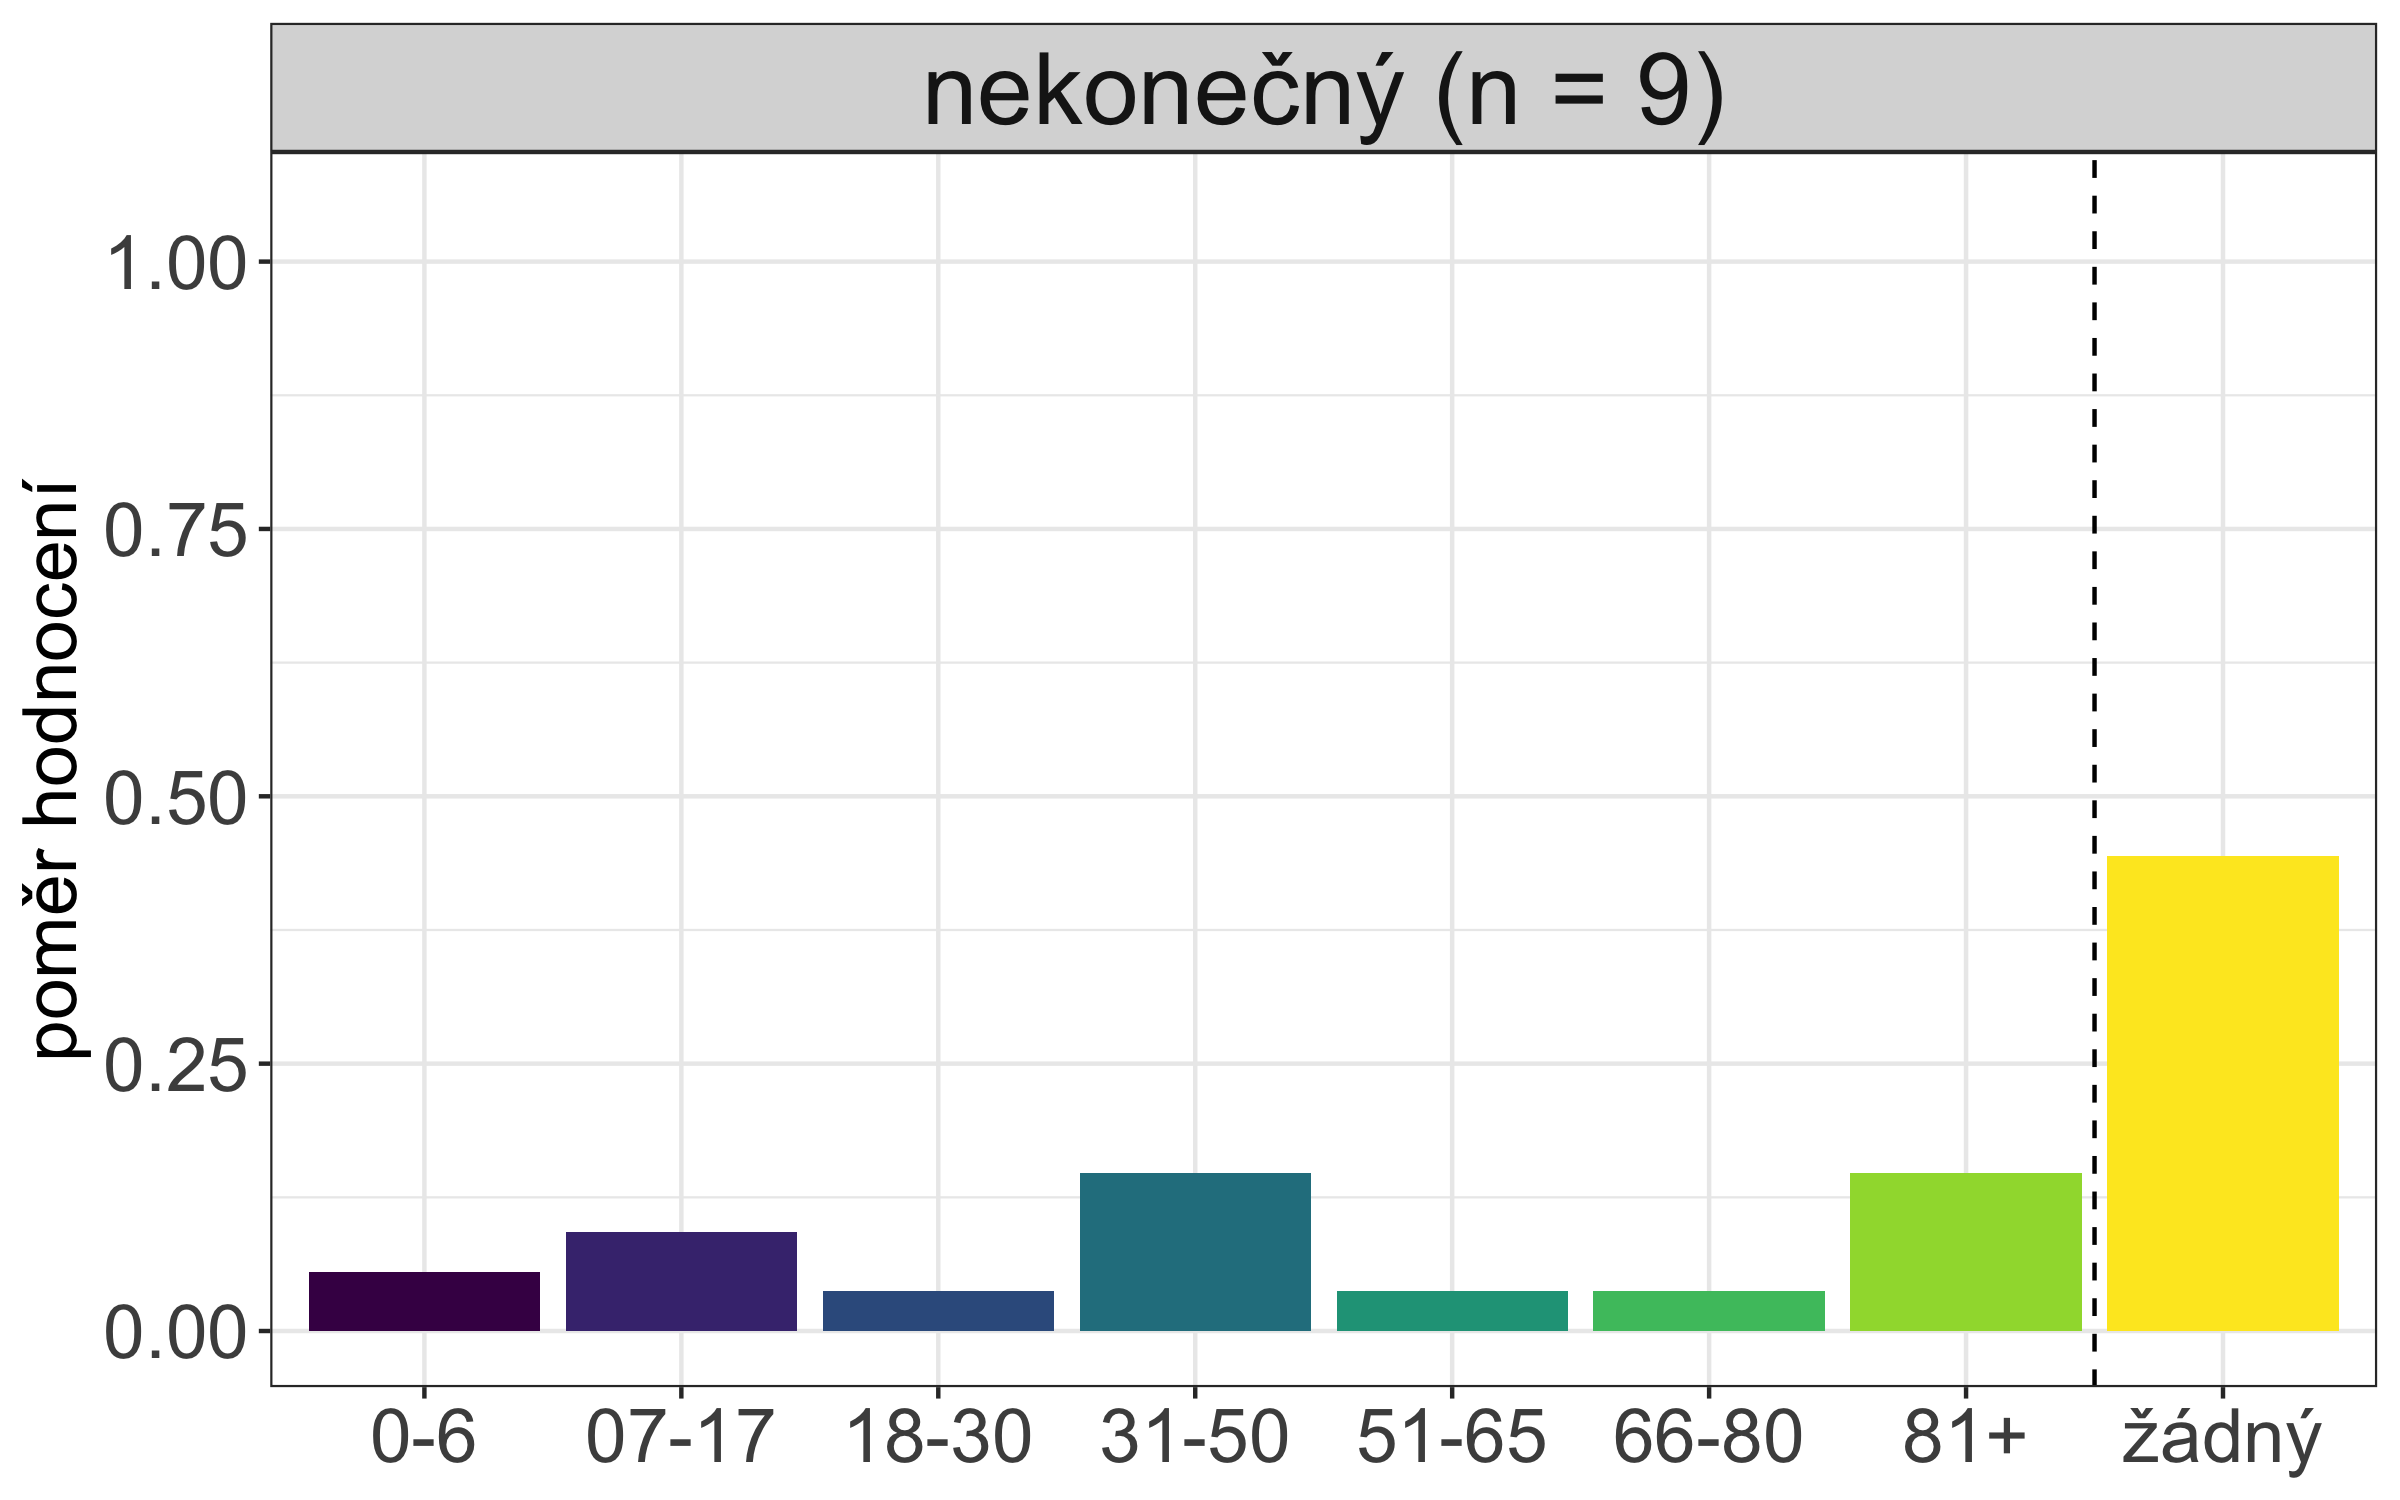 nekonečný (n = 9)
poměr hodnocení
1.00
0.75
0.50
0.25
0.00
0-6 07-17 18-30 31-50 51-65 66-80 81+ žádný